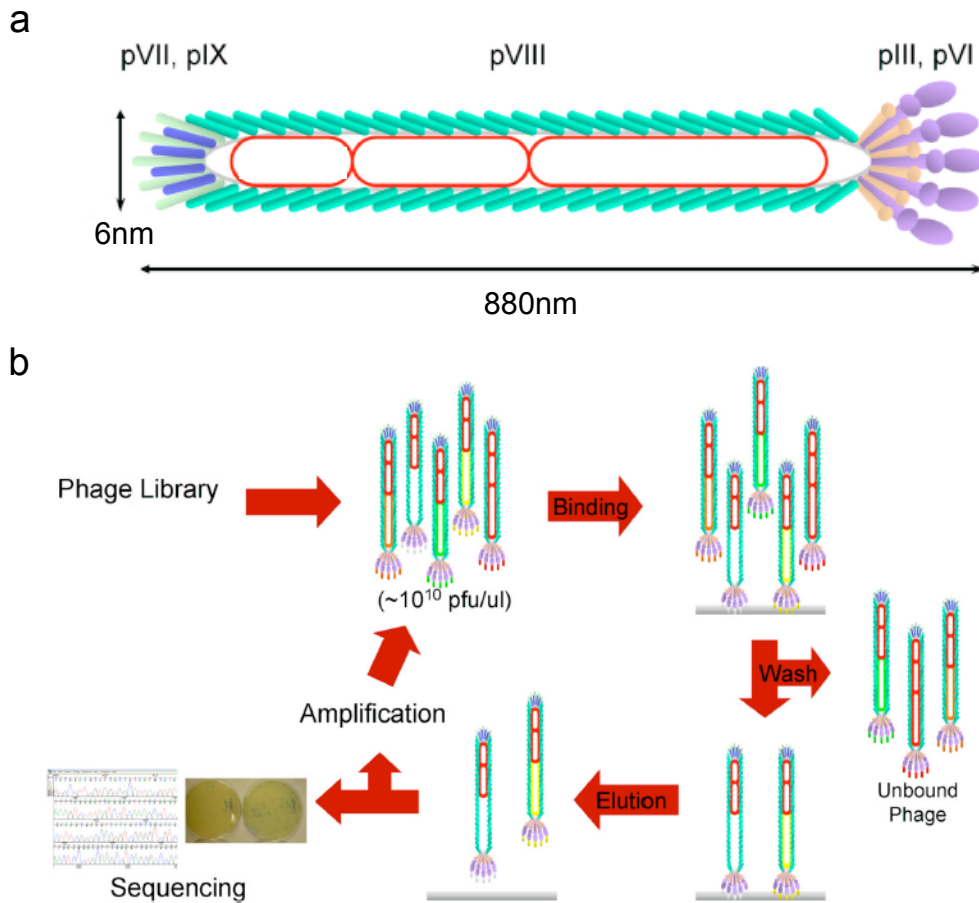 a
pVII, pIX
pVIII
pIII, pVI
6nm
880nm
b
Phage Library
(~10¹⁰ pfu/ul)
Binding
Wash
Unbound
Phage
Elution
Amplification
Sequencing